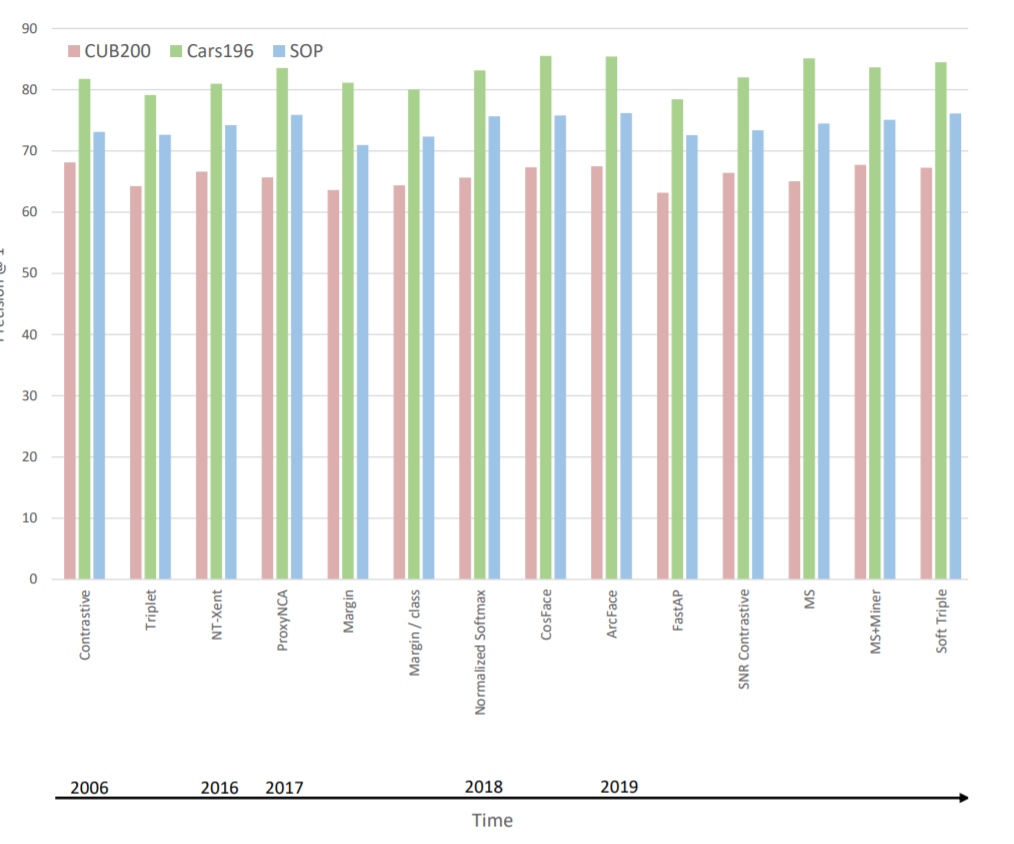 90
CUB200 Cars196 SOP
80
70
60
50
40
30
20
10
0
Contrastive
Triplet
NT-Xent
ProxyNCA
Margin
Margin / class
Normalized Softmax
CosFace
ArcFace
FastAP
SNR Contrastive
MS
MS+Miner
Soft Triple
2006 2016 2017 2018 2019
Time